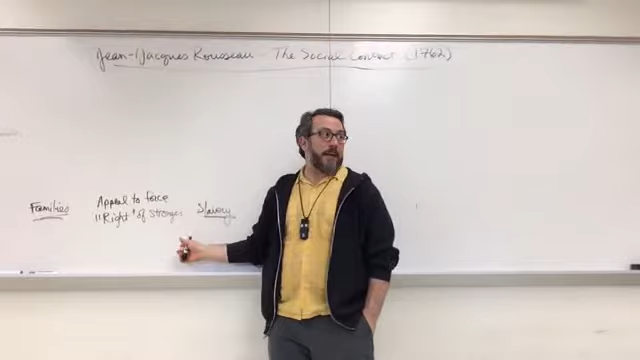 Jean-Jacques Rousseau - The Social Contract (1762)
Families
Appeal to force
"Right" of stronger
Slavery